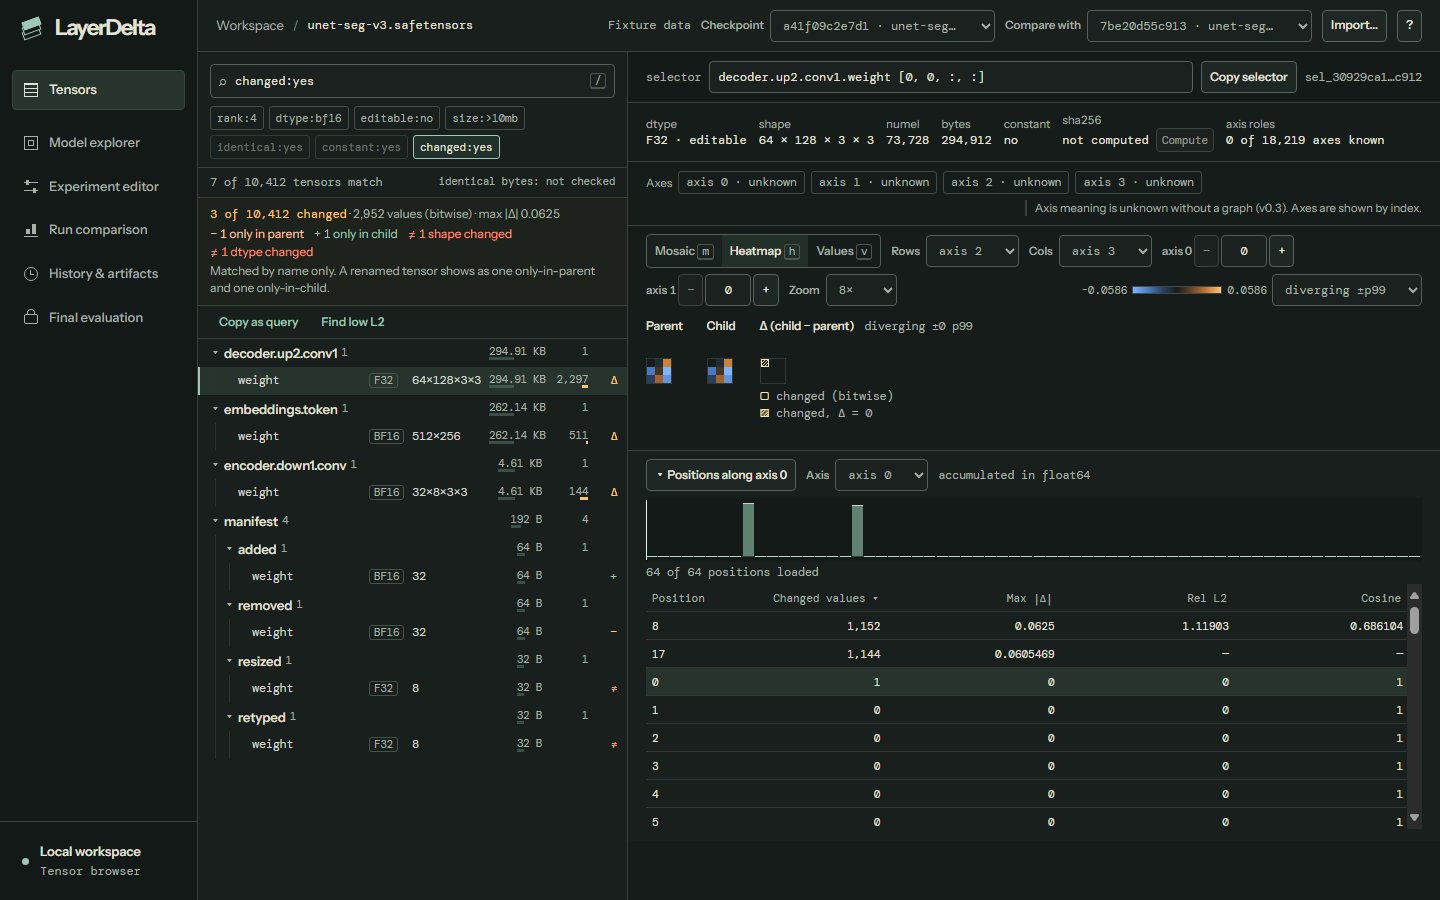 LayerDelta
Workspace / unet-seg-v3.safetensors
Fixture data Checkpoint a41f09c2e7d1 · unet-seg… Compare with 7be20d55c913 · unet-seg… Import... ?
Tensors
Model explorer
Experiment editor
Run comparison
History & artifacts
Final evaluation
Local workspace
Tensor browser
changed:yes /
rank:4 dtype:bf16 editable:no size:>10mb
identical:yes constant:yes changed:yes
7 of 10,412 tensors match identical bytes: not checked
3 of 10,412 changed · 2,952 values (bitwise) · max |Δ| 0.0625
− 1 only in parent + 1 only in child ≠ 1 shape changed
≠ 1 dtype changed
Matched by name only. A renamed tensor shows as one only-in-parent
and one only-in-child.
Copy as query Find low L2
decoder.up2.conv1 1 294.91 KB 1
weight F32 64×128×3×3 294.91 KB 2,297 Δ
embeddings.token 1 262.14 KB 1
weight BF16 512×256 262.14 KB 511 Δ
encoder.down1.conv 1 4.61 KB 1
weight BF16 32×8×3×3 4.61 KB 144 Δ
manifest 4 192 B 4
added 1 64 B 1
weight BF16 32 64 B +
removed 1 64 B 1
weight BF16 32 64 B −
resized 1 32 B 1
weight F32 8 32 B ≠
retyped 1 32 B 1
weight F32 8 32 B ≠
selector decoder.up2.conv1.weight [0, 0, :, :] Copy selector sel_30929ca1…c912
dtype shape numel bytes constant sha256 axis roles
F32 · editable 64 × 128 × 3 × 3 73,728 294,912 no not computed Compute 0 of 18,219 axes known
Axes axis 0 · unknown axis 1 · unknown axis 2 · unknown axis 3 · unknown
Axis meaning is unknown without a graph (v0.3). Axes are shown by index.
Mosaic m Heatmap h Values v Rows axis 2 Cols axis 3 axis 0 − 0 +
axis 1 − 0 + Zoom 8× -0.0586 0.0586 diverging ±p99
Parent Child Δ (child − parent) diverging ±0 p99
changed (bitwise)
changed, Δ = 0
Positions along axis 0 Axis axis 0 accumulated in float64
64 of 64 positions loaded
Position Changed values Max |Δ| Rel L2 Cosine
8 1,152 0.0625 1.11903 0.686104
17 1,144 0.0605469 — —
0 1 0 0 1
1 0 0 0 1
2 0 0 0 1
3 0 0 0 1
4 0 0 0 1
5 0 0 0 1